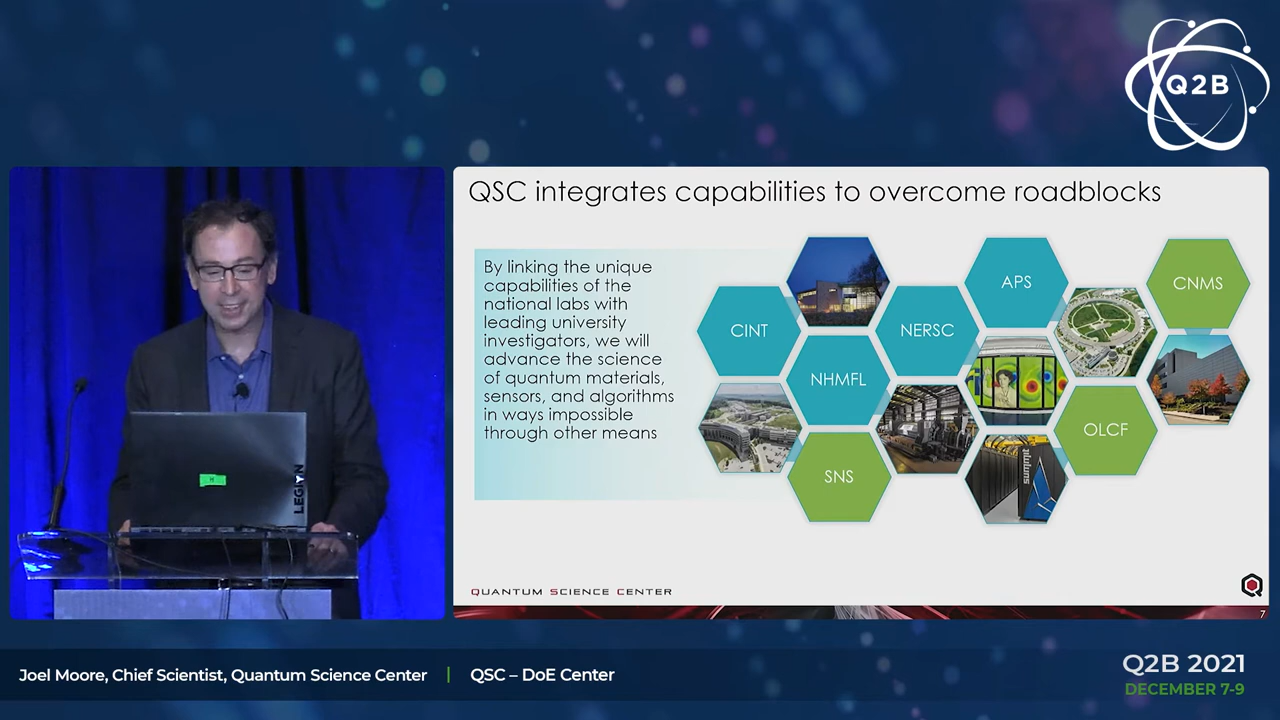 Q2B
QSC integrates capabilities to overcome roadblocks
By linking the unique
capabilities of the
national labs with
leading university
investigators, we will
advance the science
of quantum materials,
sensors, and algorithms
in ways impossible
through other means
APS
CNMS
CINT
NERSC
NHMFL
OLCF
SNS
summit
LEGION
H
QUANTUM SCIENCE CENTER
7
Joel Moore, Chief Scientist, Quantum Science Center | QSC – DoE Center
Q2B 2021
DECEMBER 7-9